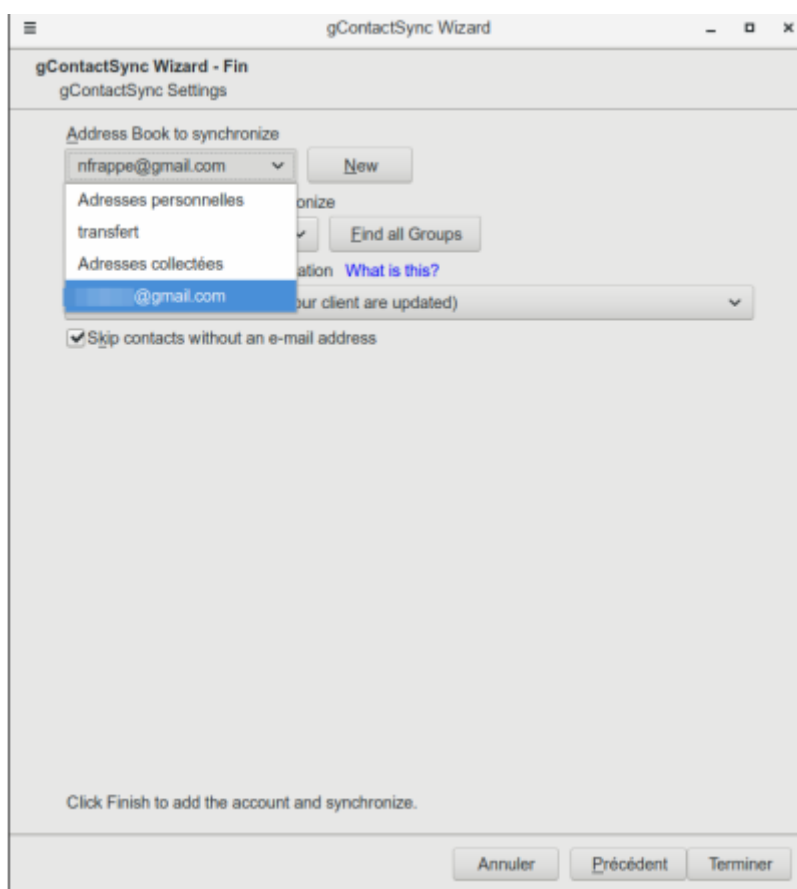 gContactSync Wizard
gContactSync Wizard - Fin
gContactSync Settings
Address Book to synchronize
nfrappe@gmail.com New
Adresses personnelles onize
transfert Find all Groups
Adresses collectées ation What is this?
@gmail.com our client are updated)
Skip contacts without an e-mail address
Click Finish to add the account and synchronize.
Annuler Précédent Terminer